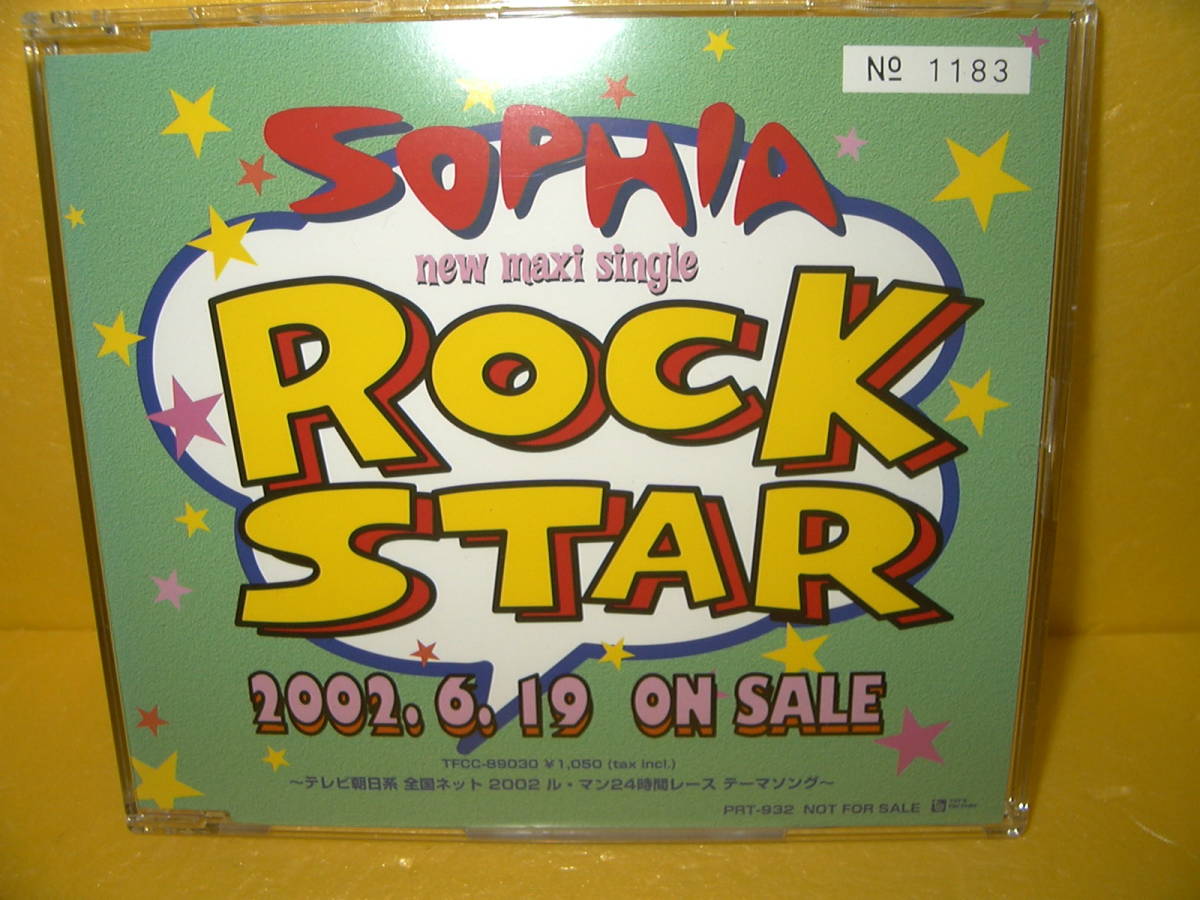 Nº 1183
SOPHIA
new maxi single
ROCK
STAR
2002.6.19 ON SALE
TFCC-89030 ¥1,050 (tax incl.)
～テレビ朝日系 全国ネット 2002 ル・マン24時間レース テーマソング～
PRT-932 NOT FOR SALE